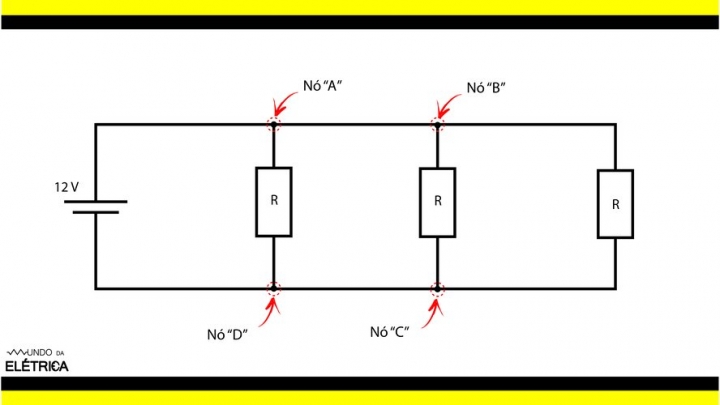 Nó “A”
Nó “B”
12 V
R
R
R
Nó “D”
Nó “C”
MUNDO DA
ELÉTRICA